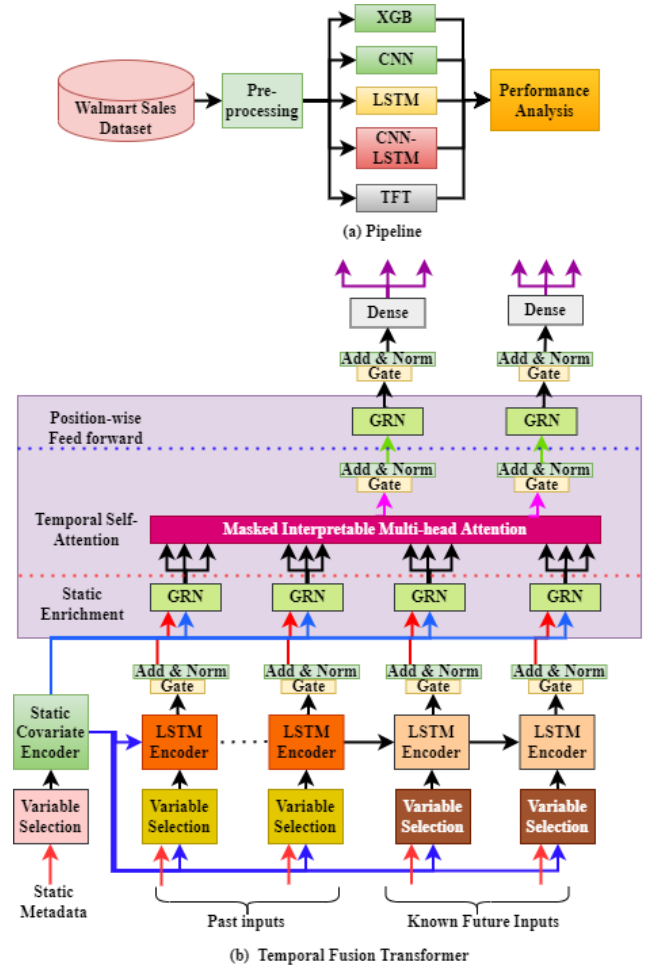 XGB
CNN
Walmart Sales
Dataset
Pre-
processing
LSTM
Performance
Analysis
CNN-
LSTM
TFT
(a) Pipeline
Dense
Dense
Add & Norm
Gate
Add & Norm
Gate
Position-wise
Feed forward
GRN
GRN
Add & Norm
Gate
Add & Norm
Gate
Temporal Self-
Attention
Masked Interpretable Multi-head Attention
Static
Enrichment
GRN
GRN
GRN
GRN
Add & Norm
Gate
Add & Norm
Gate
Add & Norm
Gate
Add & Norm
Gate
Static
Covariate
Encoder
LSTM
Encoder
LSTM
Encoder
LSTM
Encoder
LSTM
Encoder
Variable
Selection
Variable
Selection
Variable
Selection
Variable
Selection
Variable
Selection
Static
Metadata
Past inputs
Known Future Inputs
(b) Temporal Fusion Transformer